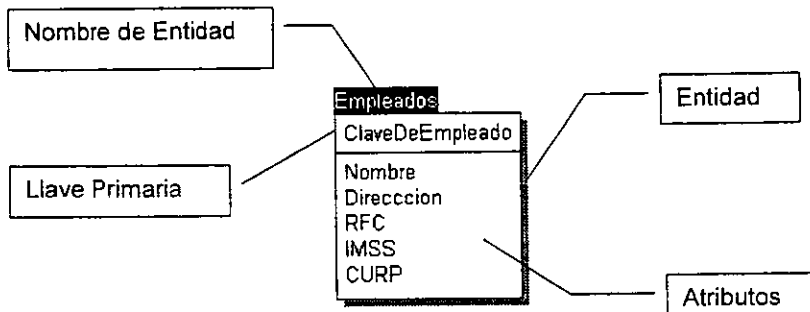 Nombre de Entidad
Empleados
Entidad
ClaveDeEmpleado
Llave Primaria
Nombre
Direcccion
RFC
IMSS
CURP
Atributos